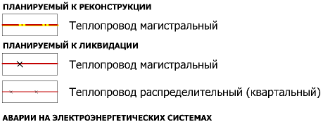 ПЛАНИРУЕМЫЙ К РЕКОНСТРУКЦИИ
Теплопровод магистральный
ПЛАНИРУЕМЫЙ К ЛИКВИДАЦИИ
Теплопровод магистральный
Теплопровод распределительный (квартальный)
АВАРИИ НА ЭЛЕКТРОЭНЕРГЕТИЧЕСКИХ СИСТЕМАХ